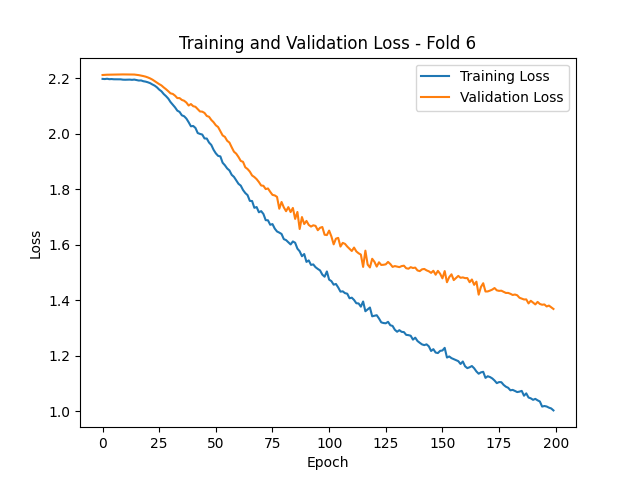 Training and Validation Loss - Fold 6
Training Loss
Validation Loss
Loss
2.2
2.0
1.8
1.6
1.4
1.2
1.0
0 25 50 75 100 125 150 175 200
Epoch